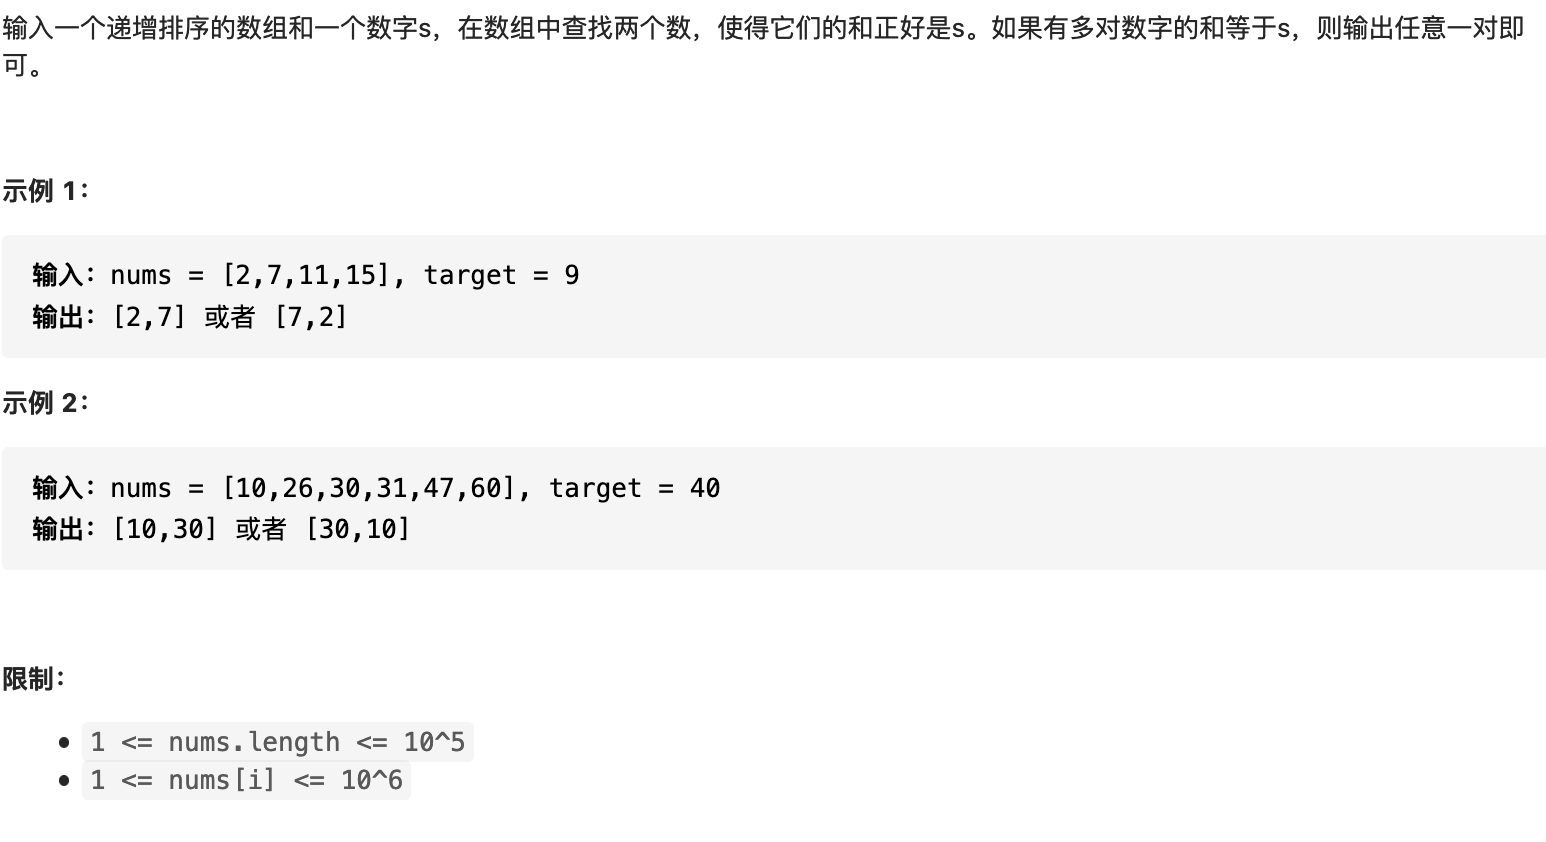 输入一个递增排序的数组和一个数字s，在数组中查找两个数，使得它们的和正好是s。如果有多对数字的和等于s，则输出任意一对即
可。
示例 1：
输入：nums = [2,7,11,15], target = 9
输出：[2,7] 或者 [7,2]
示例 2：
输入：nums = [10,26,30,31,47,60], target = 40
输出：[10,30] 或者 [30,10]
限制：
• 1 <= nums.length <= 10^5
• 1 <= nums[i] <= 10^6